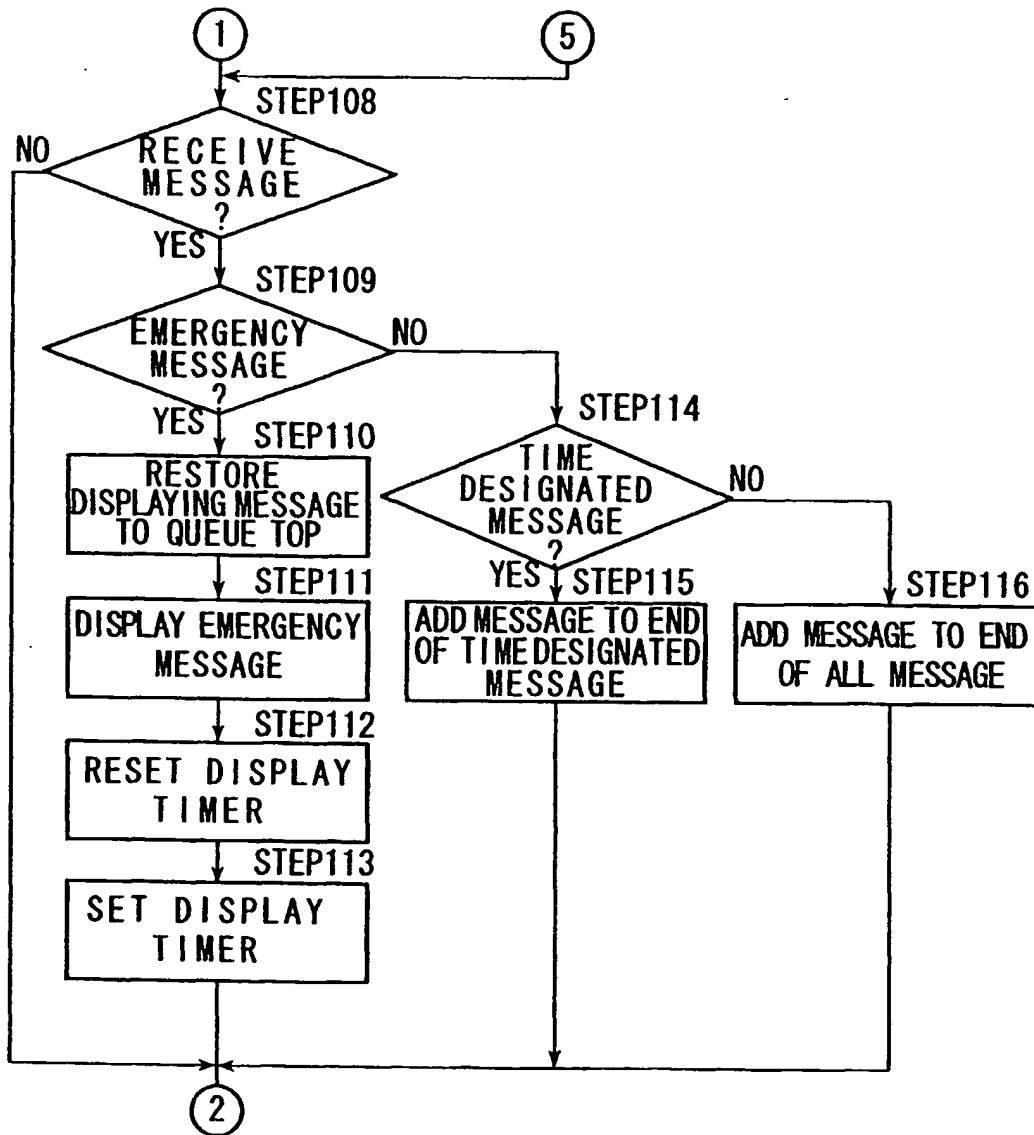 1
5
STEP108
NO
RECEIVE
MESSAGE
?
YES
STEP109
EMERGENCY
MESSAGE
?
NO
YES
STEP110
RESTORE
DISPLAYING MESSAGE
TO QUEUE TOP
STEP111
DISPLAY EMERGENCY
MESSAGE
STEP112
RESET DISPLAY
TIMER
STEP113
SET DISPLAY
TIMER
STEP114
TIME
DESIGNATED
MESSAGE
?
NO
YES
STEP115
ADD MESSAGE TO END
OF TIME DESIGNATED
MESSAGE
STEP116
ADD MESSAGE TO END
OF ALL MESSAGE
2